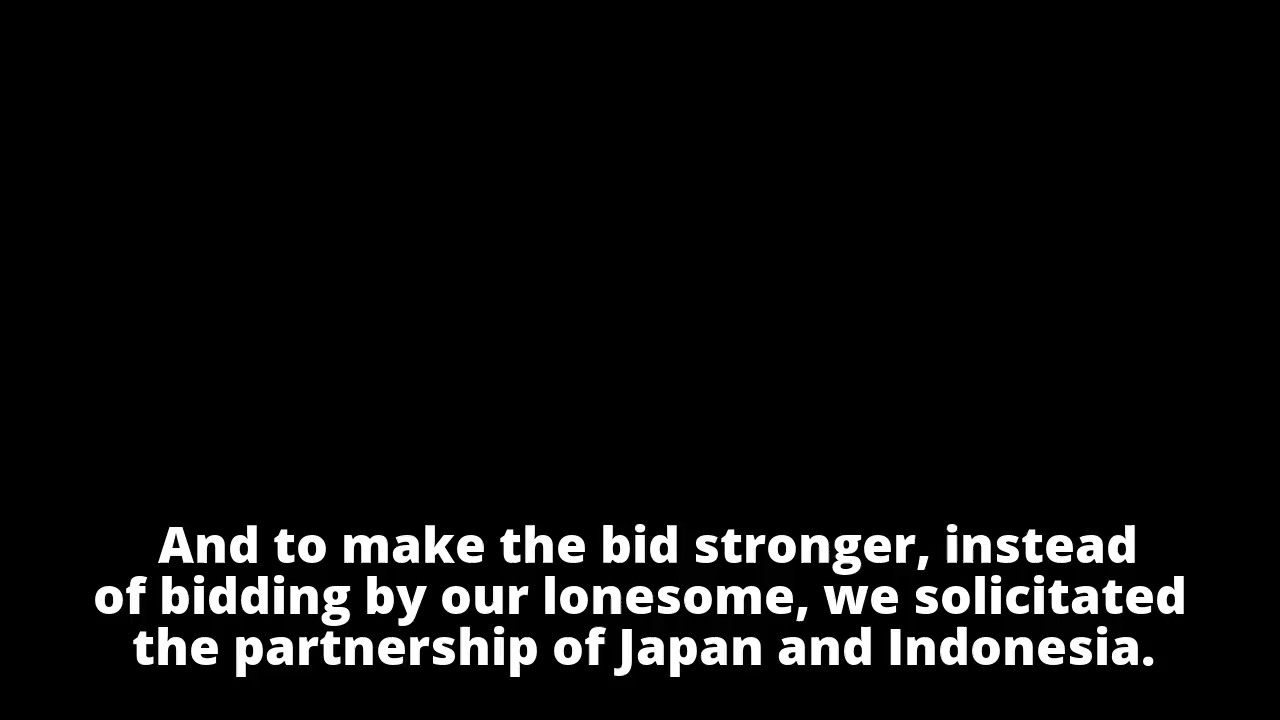 And to make the bid stronger, instead
of bidding by our lonesome, we solicitated
the partnership of Japan and Indonesia.